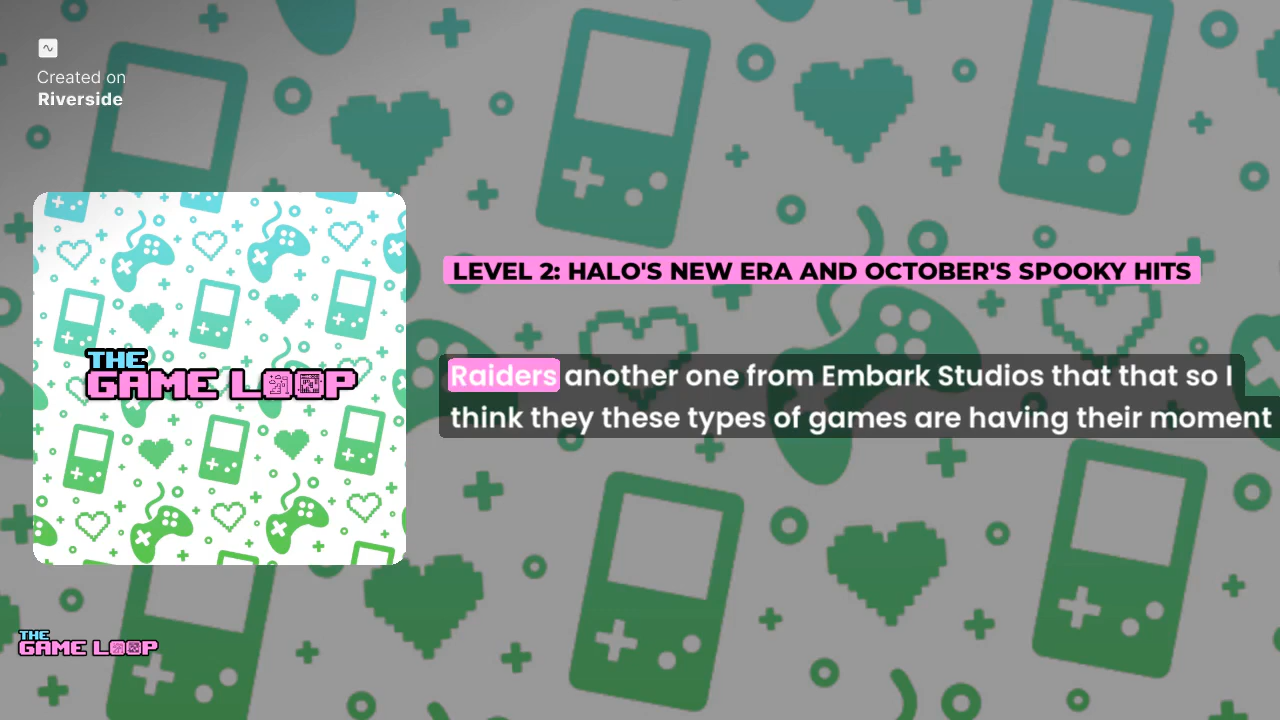 Created on
Riverside
LEVEL 2: HALO'S NEW ERA AND OCTOBER'S SPOOKY HITS
THE
GAME LOOP
Raiders another one from Embark Studios that that so I
think they these types of games are having their moment
THE
GAME LOOP